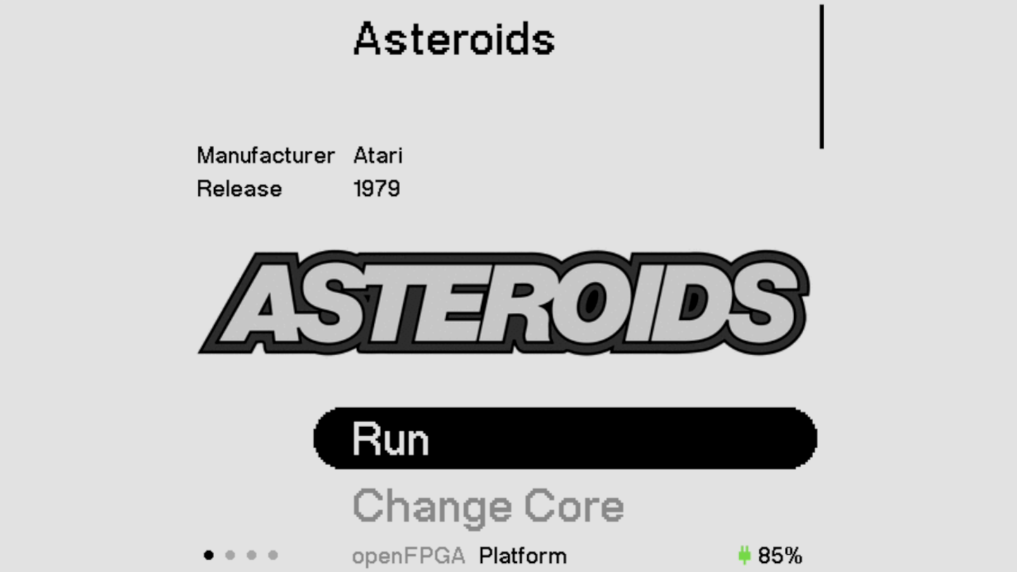 Asteroids
Manufacturer Atari
Release 1979
ASTEROIDS
Run
Change Core
openFPGA Platform 85%